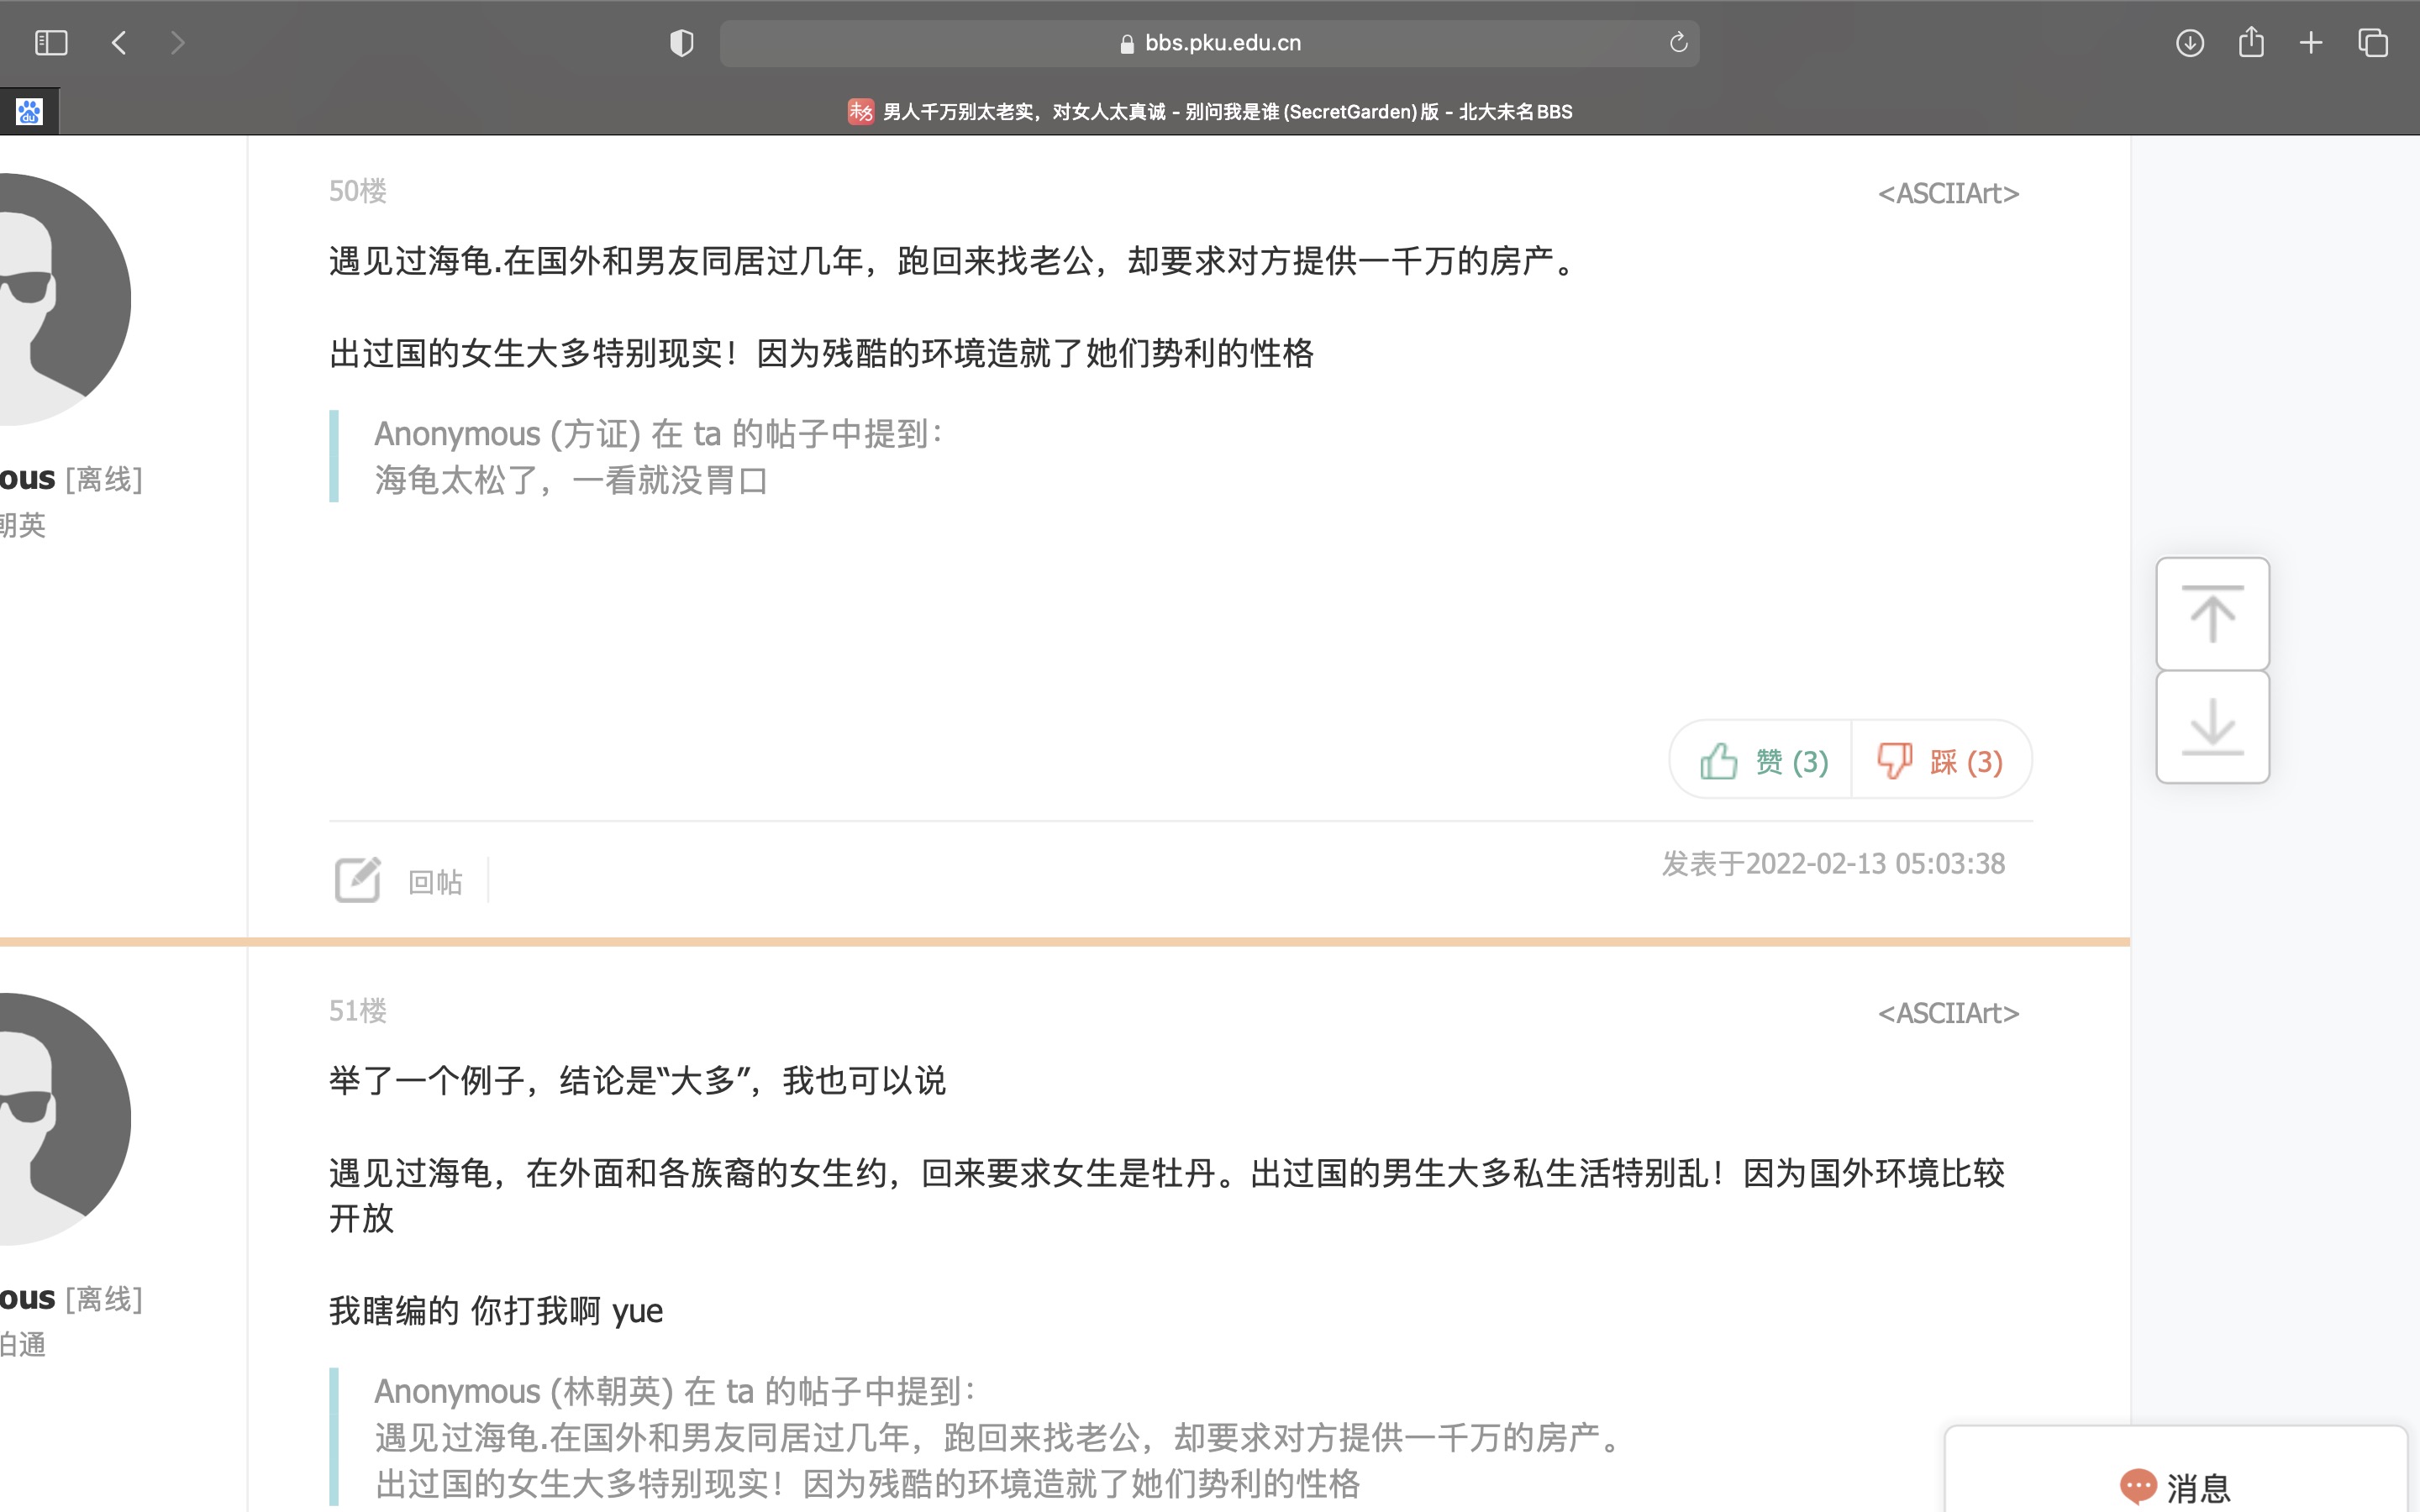 bbs.pku.edu.cn
du
未名 男人千万别太老实，对女人太真诚 - 别问我是谁(SecretGarden)版 - 北大未名BBS
50楼
<ASCIIArt>
遇见过海龟.在国外和男友同居过几年，跑回来找老公，却要求对方提供一千万的房产。
出过国的女生大多特别现实！因为残酷的环境造就了她们势利的性格
Anonymous (方证) 在 ta 的帖子中提到：
海龟太松了，一看就没胃口
ous [离线]
朝英
赞 (3)
踩 (3)
回帖
发表于2022-02-13 05:03:38
51楼
<ASCIIArt>
举了一个例子，结论是“大多”，我也可以说
遇见过海龟，在外面和各族裔的女生约，回来要求女生是牡丹。出过国的男生大多私生活特别乱！因为国外环境比较
开放
我瞎编的 你打我啊 yue
ous [离线]
伯通
Anonymous (林朝英) 在 ta 的帖子中提到：
遇见过海龟.在国外和男友同居过几年，跑回来找老公，却要求对方提供一千万的房产。
出过国的女生大多特别现实！因为残酷的环境造就了她们势利的性格
消息